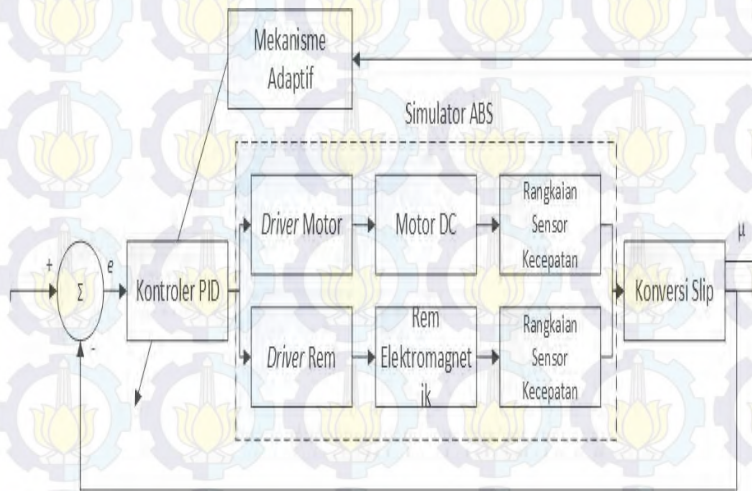 Mekanisme
Adaptif
Simulator ABS
Driver Motor
Motor DC
Rangkaian
Sensor
Kecepatan
μ
+
Σ
e
Kontroler PID
Konversi Slip
-
Driver Rem
Rem
Elektromagnet
ik
Rangkaian
Sensor
Kecepatan